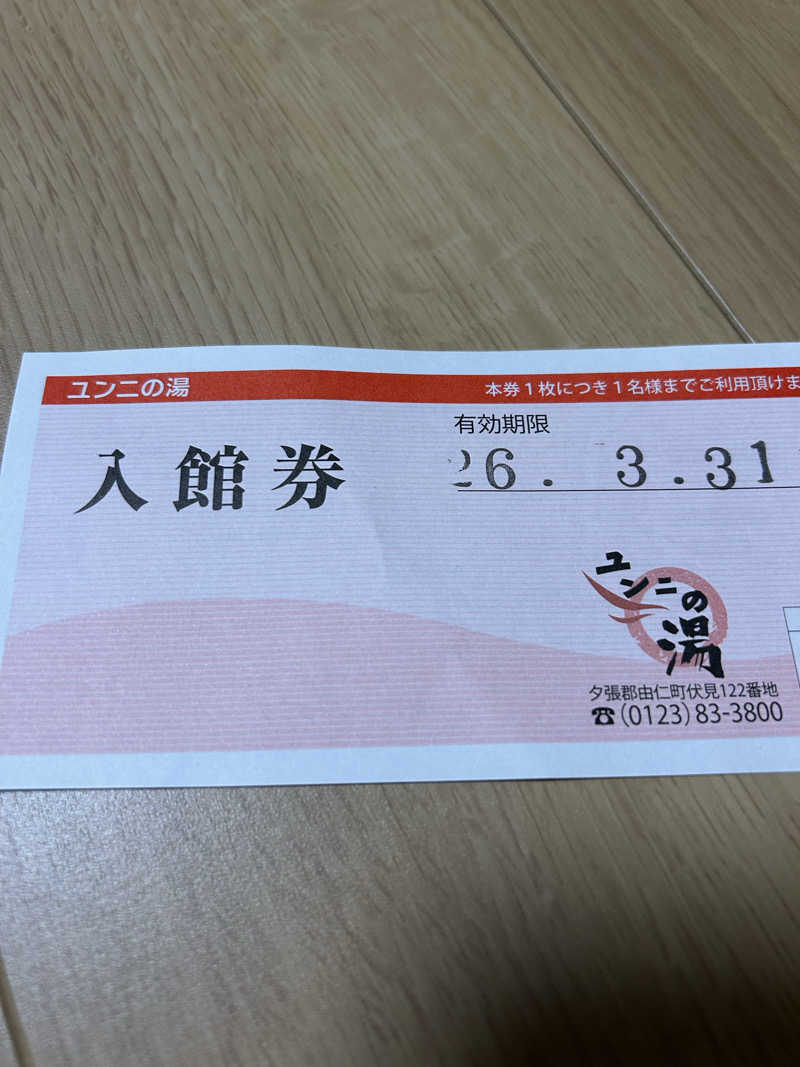 ユンニの湯
本券1枚につき1名様までご利用頂けま
有効期限
入館券
26. 3.31
ユンニの湯
夕張郡由仁町伏見122番地
☎(0123)83-3800